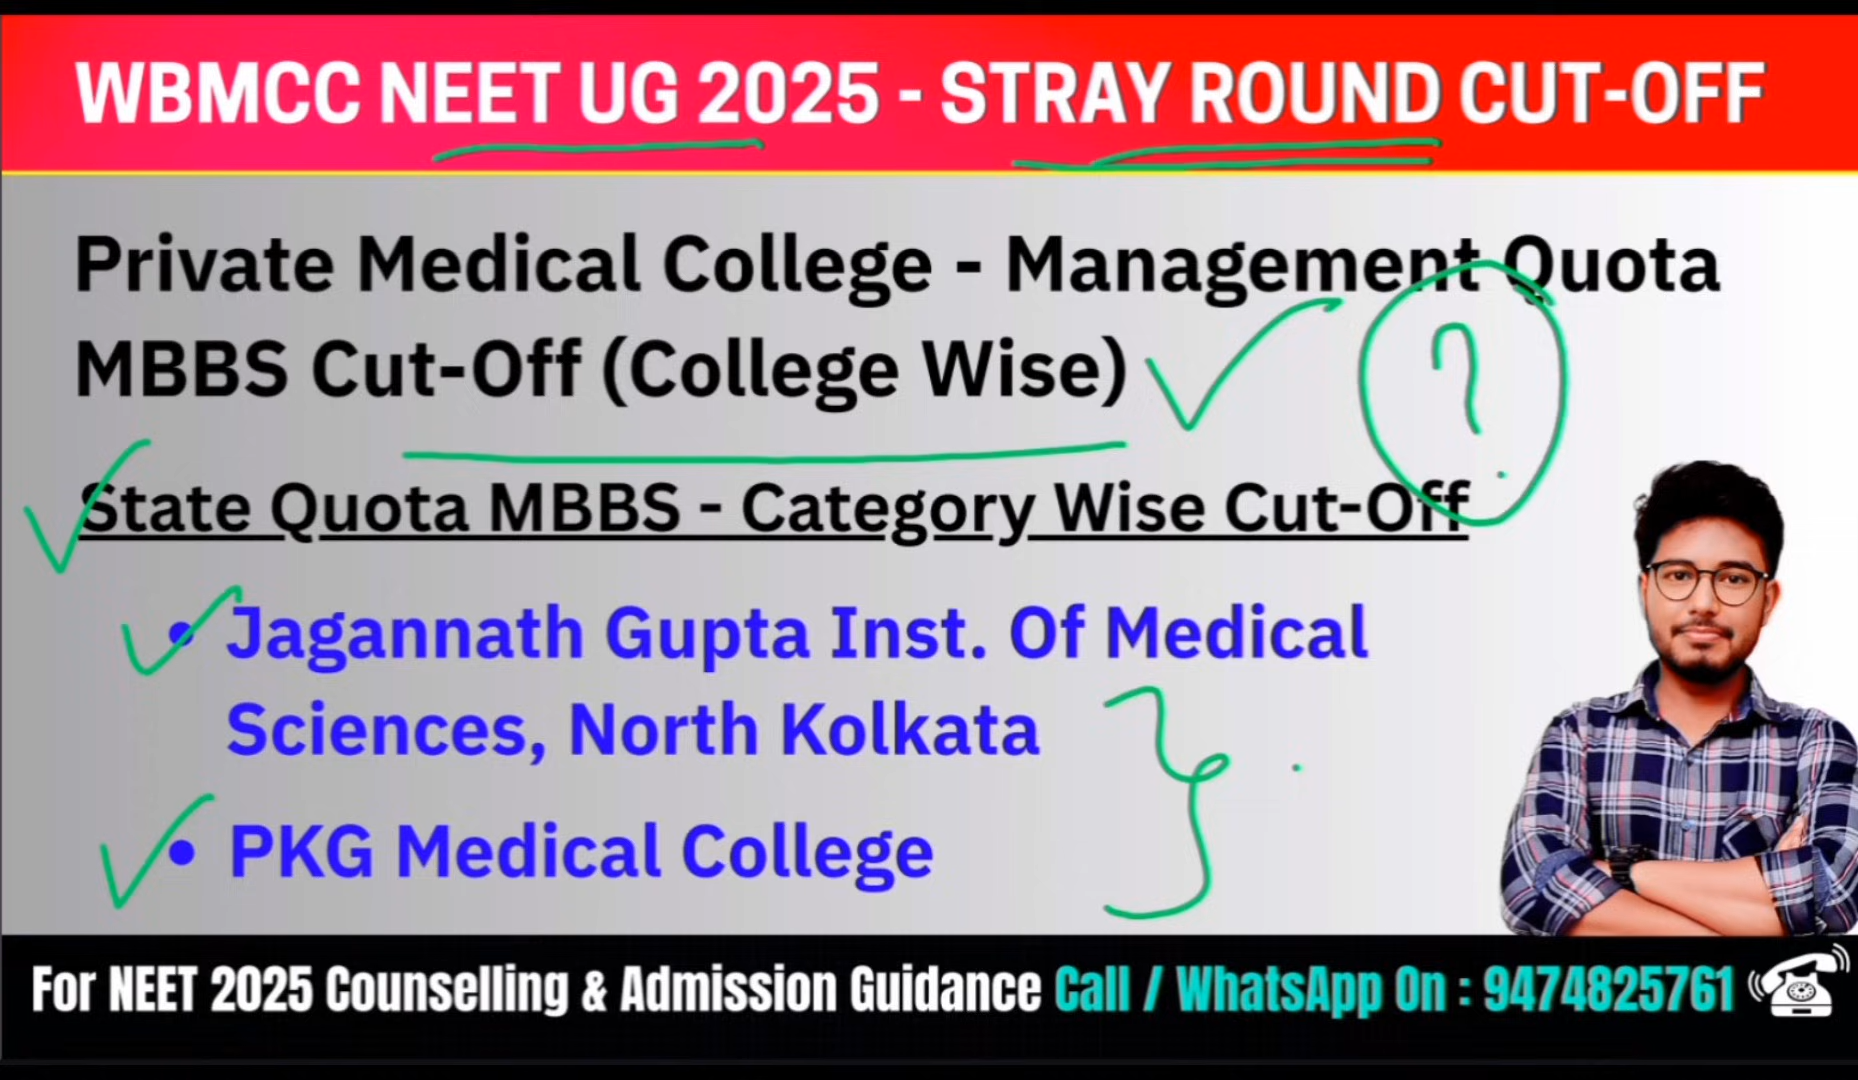 WBMCC NEET UG 2025 - STRAY ROUND CUT-OFF
Private Medical College - Management Quota
MBBS Cut-Off (College Wise)
?
State Quota MBBS - Category Wise Cut-Off
• Jagannath Gupta Inst. Of Medical
Sciences, North Kolkata
• PKG Medical College
For NEET 2025 Counselling & Admission Guidance Call / WhatsApp On : 9474825761